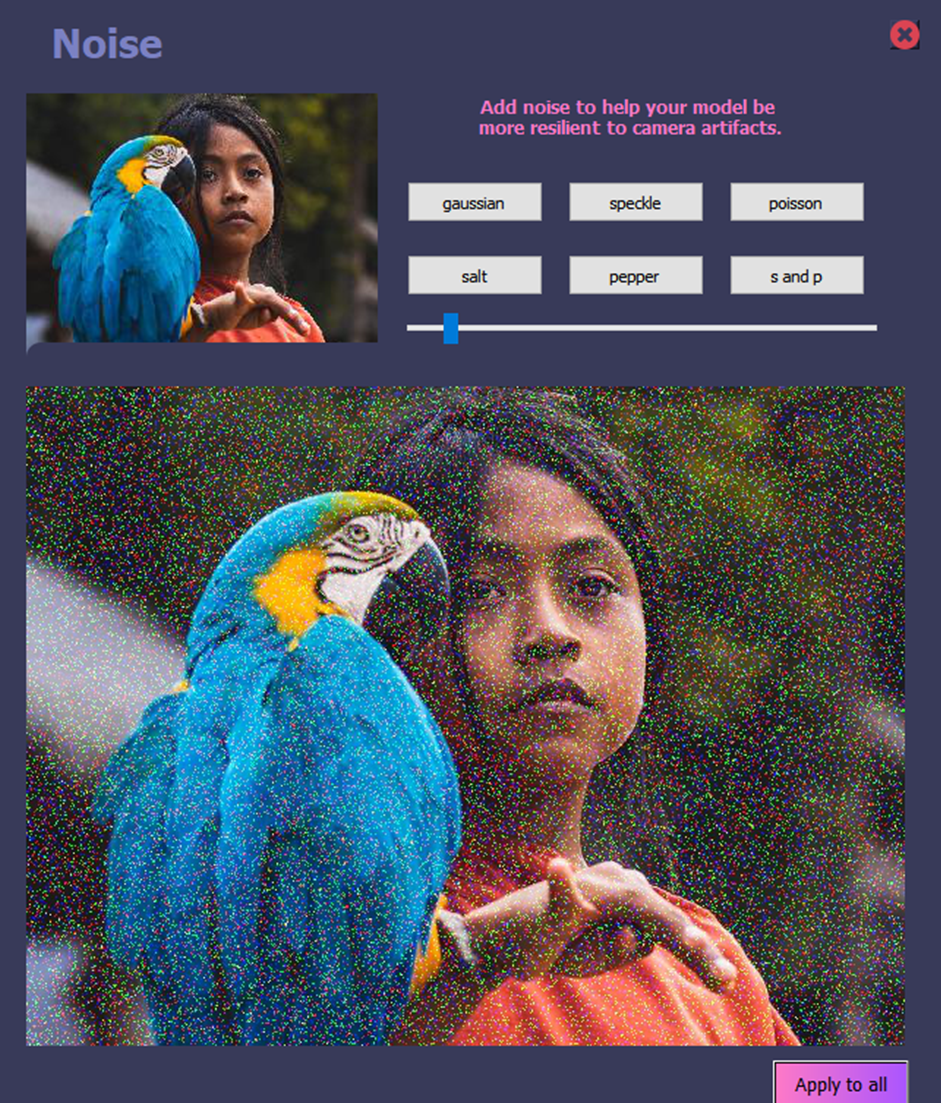 Noise
Add noise to help your model be
more resilient to camera artifacts.
gaussian
speckle
poisson
salt
pepper
s and p
Apply to all